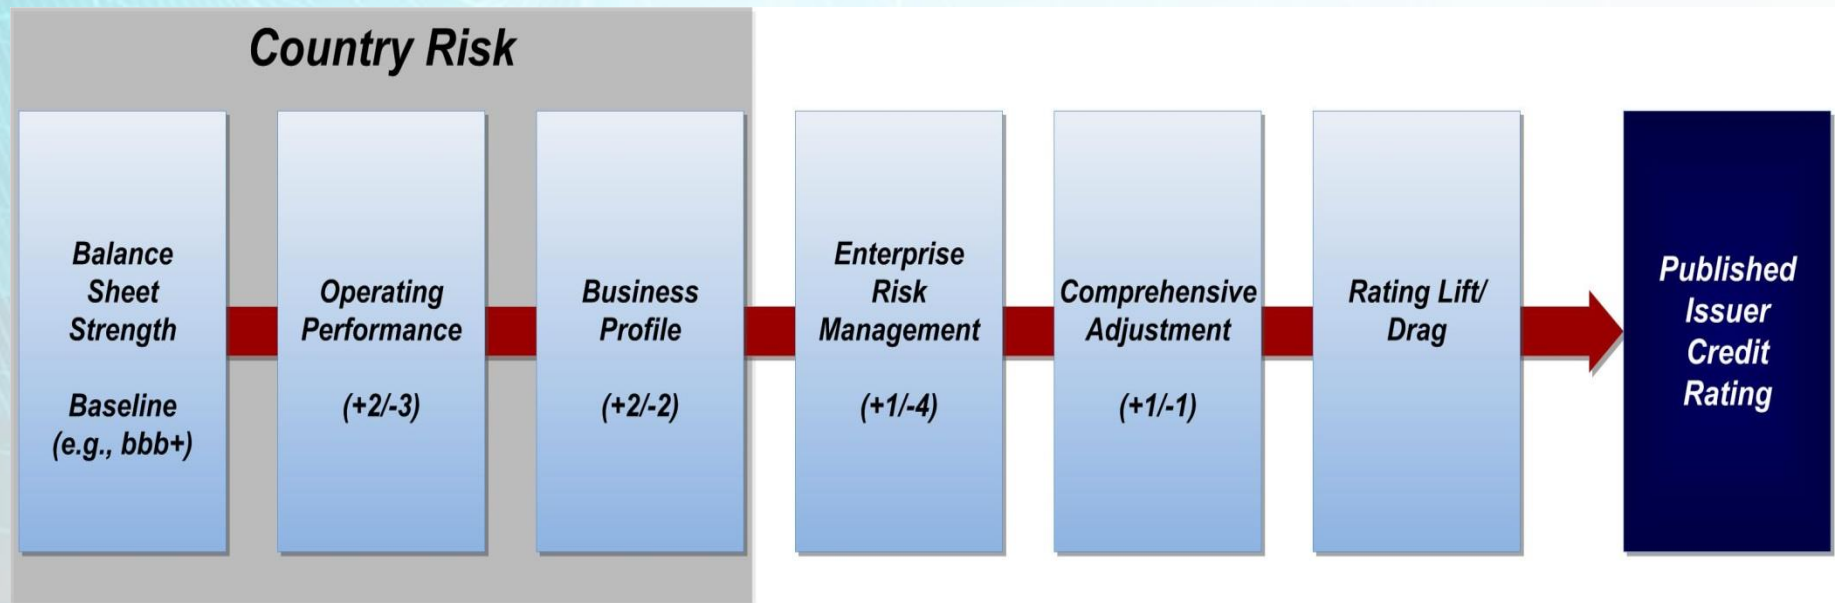 Country Risk
Balance
Sheet
Strength
Baseline
(e.g., bbb+)
Operating
Performance
(+2/-3)
Business
Profile
(+2/-2)
Enterprise
Risk
Management
(+1/-4)
Comprehensive
Adjustment
(+1/-1)
Rating Lift/
Drag
Published
Issuer
Credit
Rating